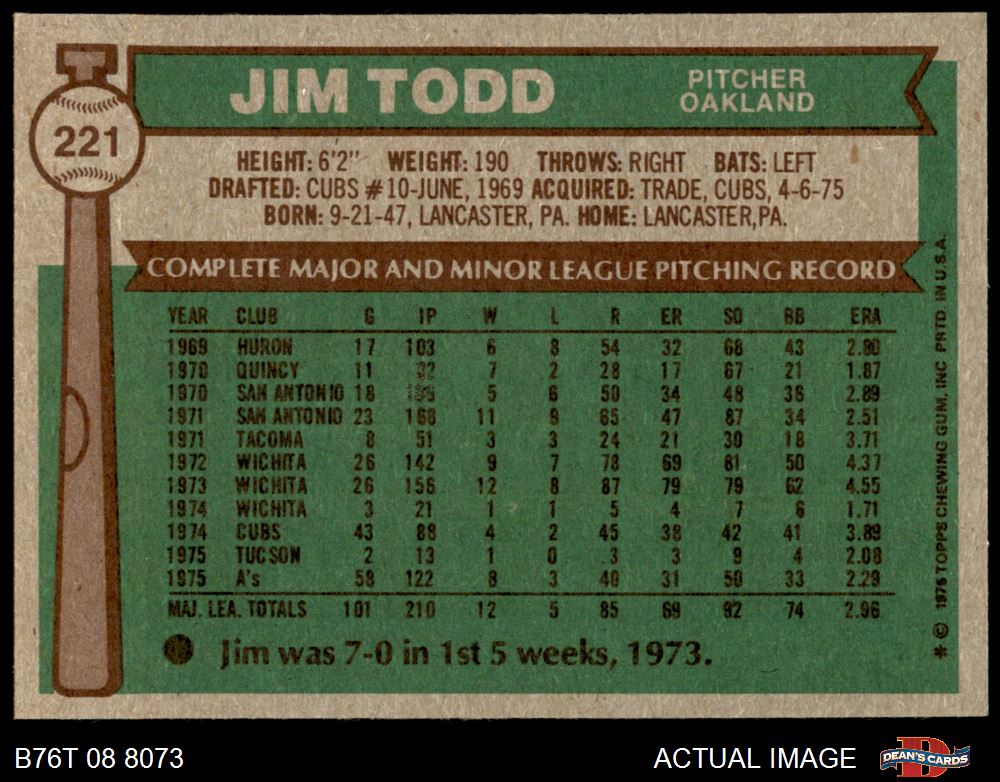 JIM TODD
PITCHER
OAKLAND
221
HEIGHT: 6'2" WEIGHT: 190 THROWS: RIGHT BATS: LEFT
DRAFTED: CUBS #10-JUNE, 1969 ACQUIRED: TRADE, CUBS, 4-6-75
BORN: 9-21-47, LANCASTER, PA. HOME: LANCASTER,PA.
COMPLETE MAJOR AND MINOR LEAGUE PITCHING RECORD
YEAR CLUB G IP W L R ER SO BB ERA
1969 HURON 17 103 6 8 54 32 68 43 2.80
1970 QUINCY 11 7 2 28 17 67 21 1.87
1970 SAN ANTONIO 18 5 6 50 34 48 36 2.89
1971 SAN ANTONIO 23 168 11 9 65 47 87 34 2.51
1971 TACOMA 8 51 3 3 24 21 30 18 3.71
1972 WICHITA 26 142 9 7 78 69 81 50 4.37
1973 WICHITA 26 156 12 8 87 79 79 62 4.55
1974 WICHITA 3 21 1 1 5 4 7 6 1.71
1974 CUBS 43 88 4 2 45 38 42 41 3.89
1975 TUCSON 2 13 1 0 3 3 9 4 2.08
1975 A's 58 122 8 3 40 31 50 33 2.29
MAJ. LEA. TOTALS 101 210 12 5 85 69 92 74 2.96
Jim was 7-0 in 1st 5 weeks, 1973.
* © 1976 TOPPS CHEWING GUM, INC PRTD. IN U.S.A.
B76T 08 8073
ACTUAL IMAGE
D
DEAN'S CARDS